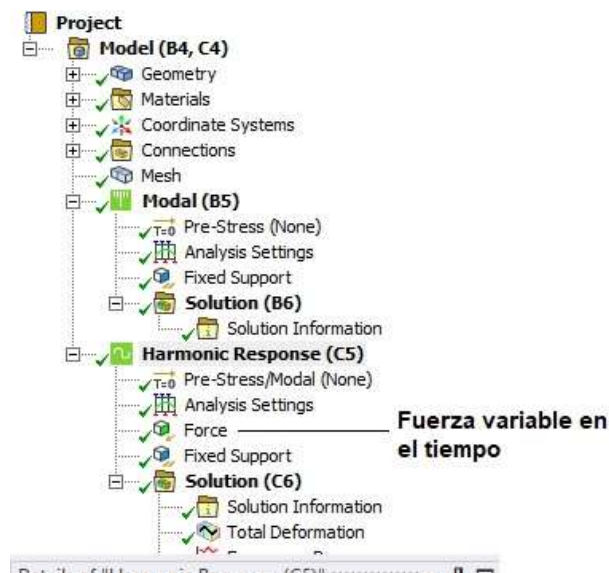 Project
Model (B4, C4)
Geometry
Materials
Coordinate Systems
Connections
Mesh
Modal (B5)
T=0 Pre-Stress (None)
Analysis Settings
Fixed Support
Solution (B6)
Solution Information
Harmonic Response (C5)
T=0 Pre-Stress/Modal (None)
Analysis Settings
Force
Fuerza variable en
el tiempo
Fixed Support
Solution (C6)
Solution Information
Total Deformation